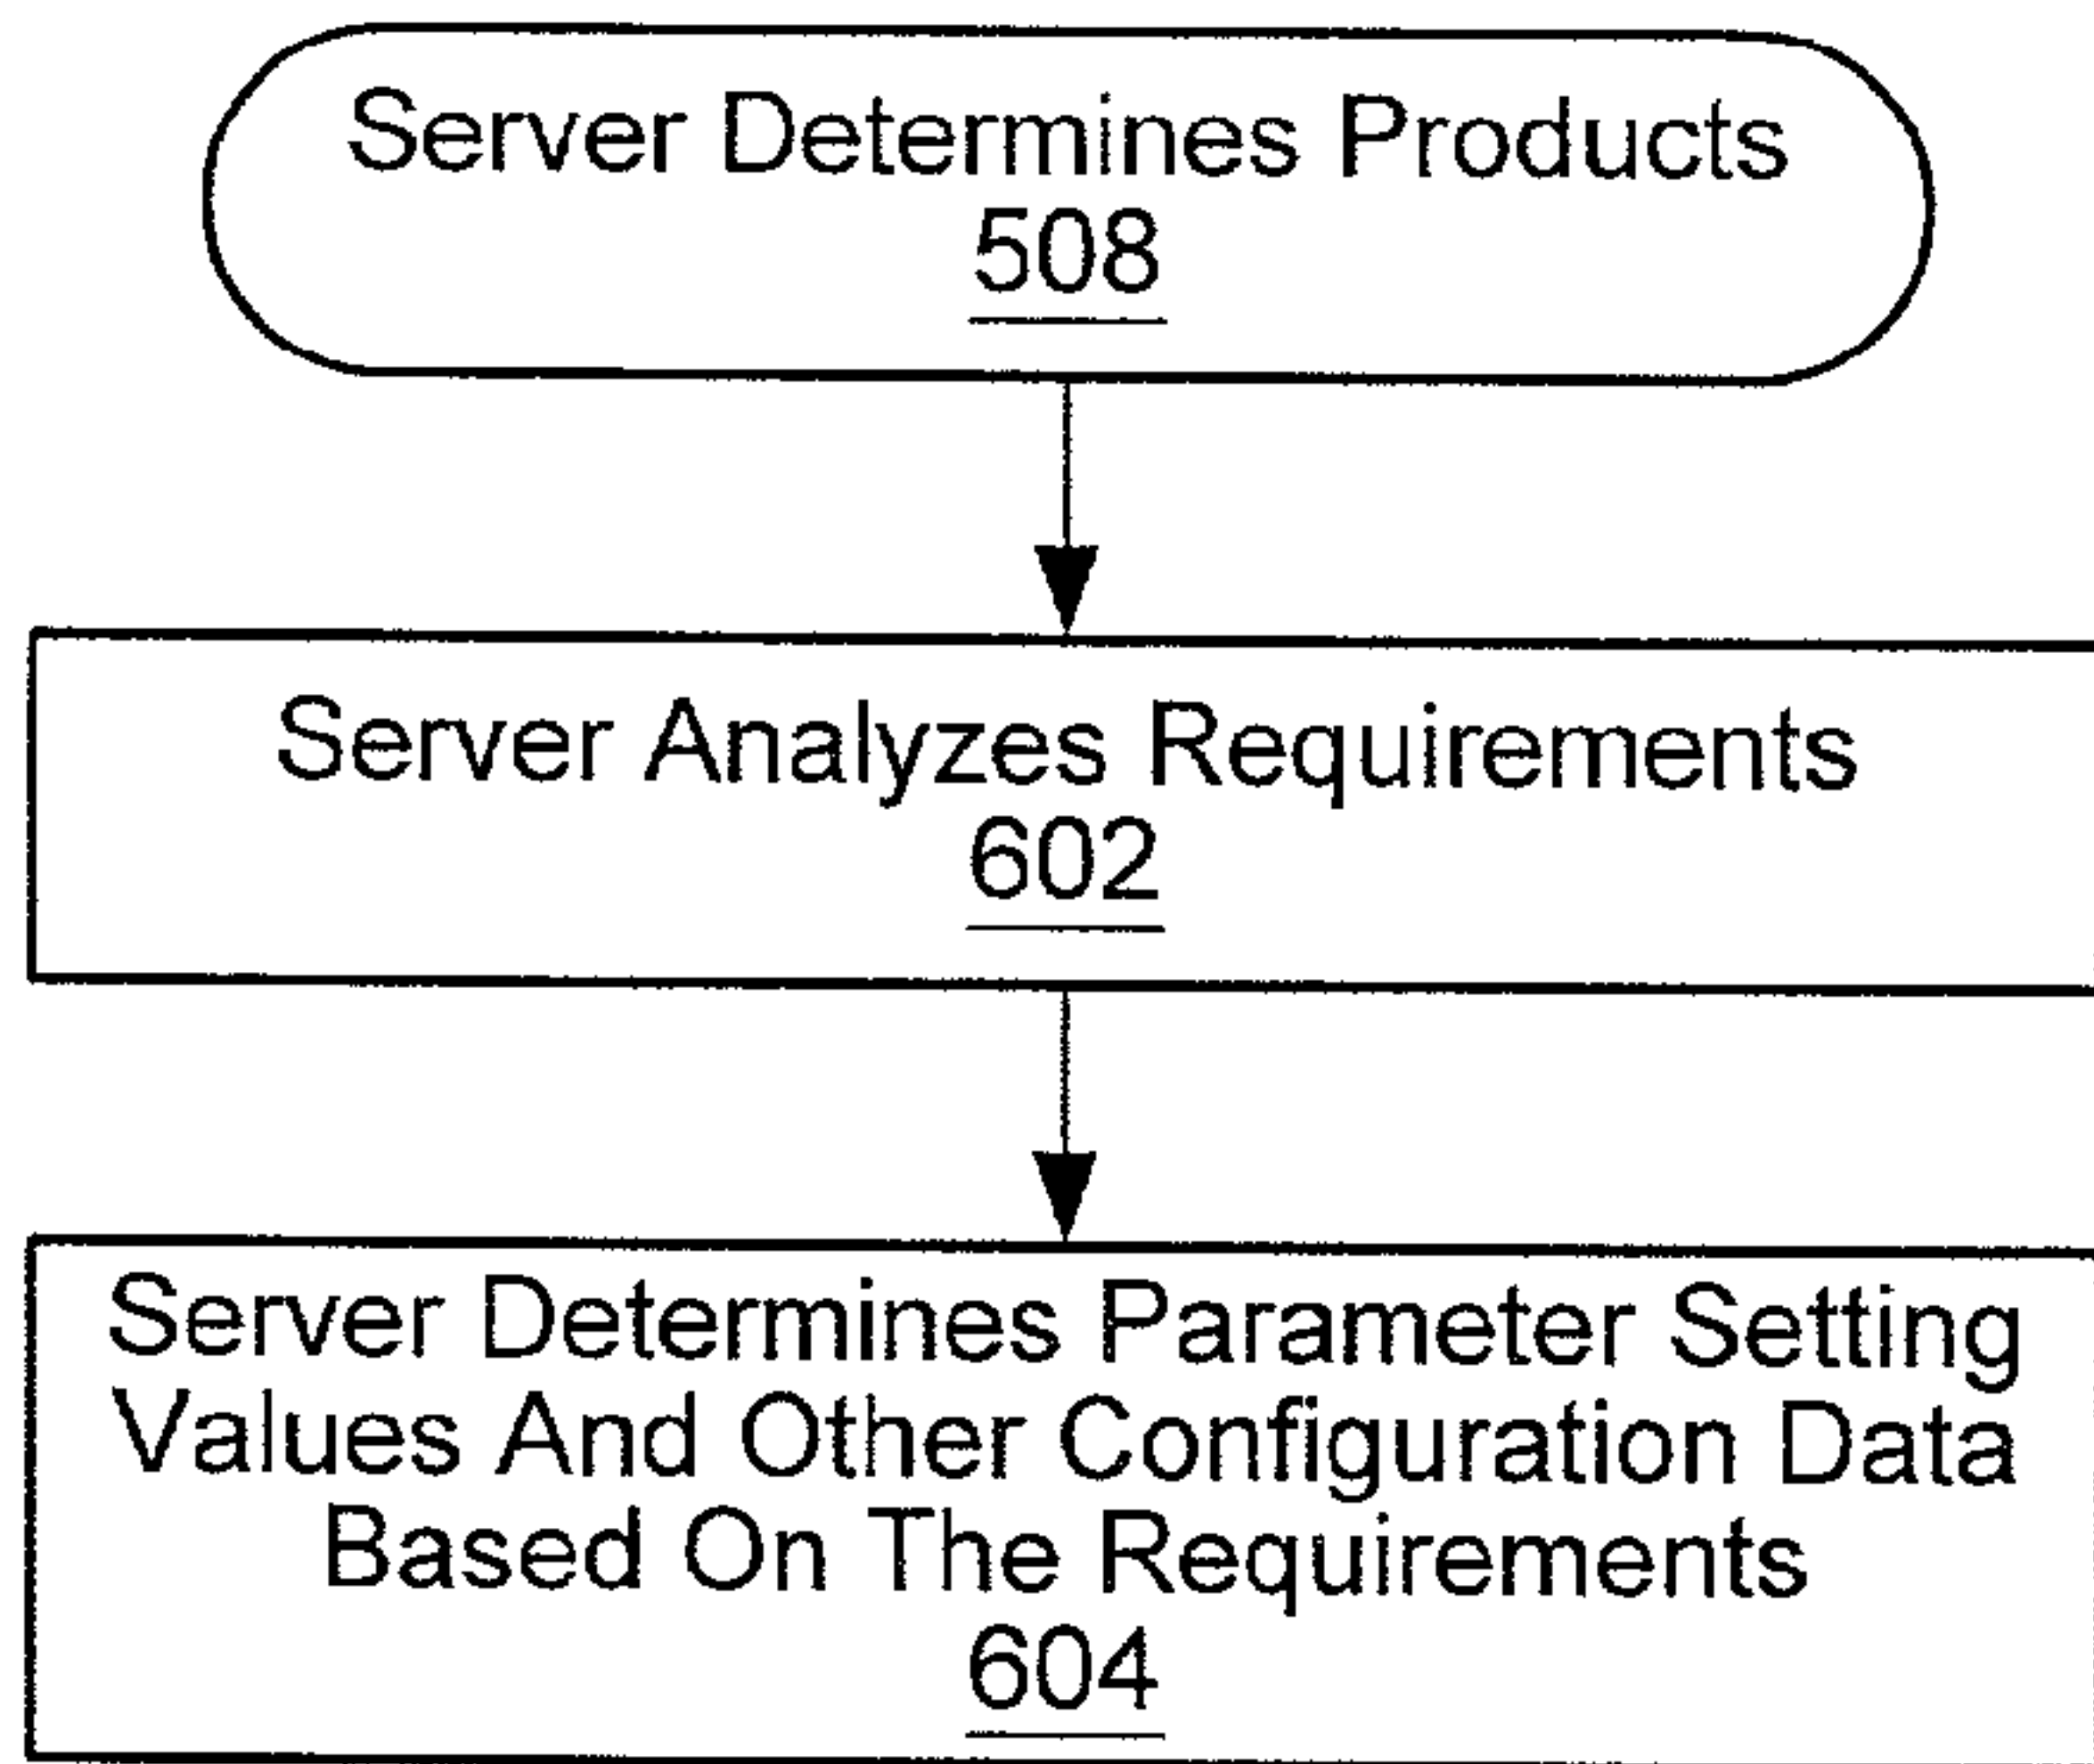 Server Determines Products
508
Server Analyzes Requirements
602
Server Determines Parameter Setting
Values And Other Configuration Data
Based On The Requirements
604